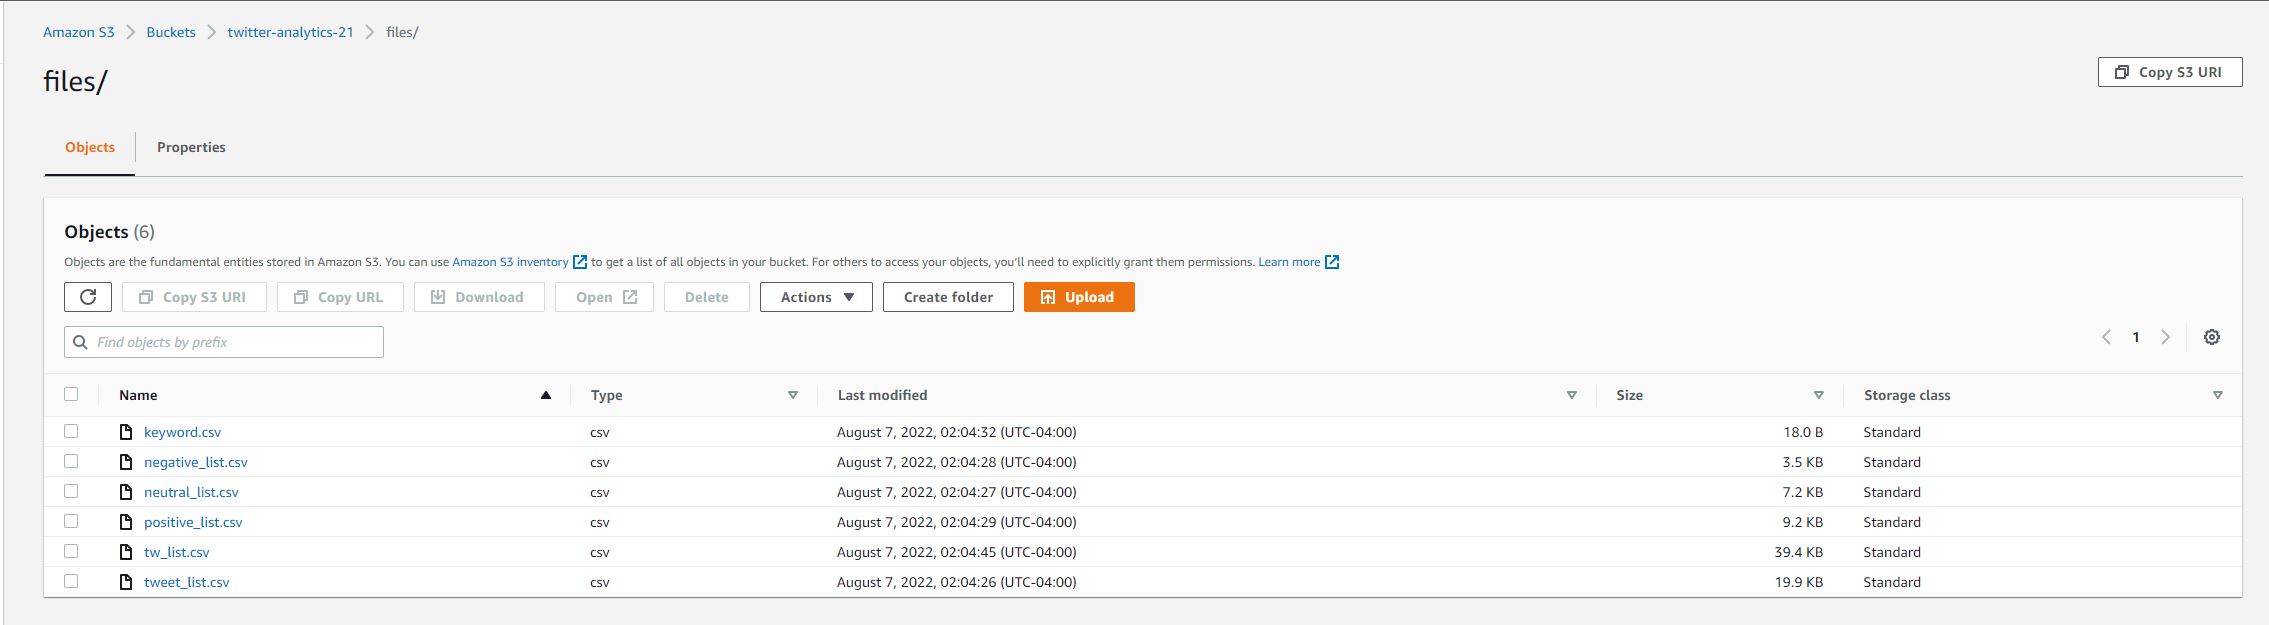 Amazon S3 > Buckets > twitter-analytics-21 > files/
files/
Copy S3 URI
Objects Properties
Objects (6)
Objects are the fundamental entities stored in Amazon S3. You can use Amazon S3 inventory to get a list of all objects in your bucket. For others to access your objects, you'll need to explicitly grant them permissions. Learn more
Copy S3 URI Copy URL Download Open Delete Actions Create folder Upload
Find objects by prefix
1
Name Type Last modified Size Storage class
keyword.csv csv August 7, 2022, 02:04:32 (UTC-04:00) 18.0 B Standard
negative_list.csv csv August 7, 2022, 02:04:28 (UTC-04:00) 3.5 KB Standard
neutral_list.csv csv August 7, 2022, 02:04:27 (UTC-04:00) 7.2 KB Standard
positive_list.csv csv August 7, 2022, 02:04:29 (UTC-04:00) 9.2 KB Standard
tw_list.csv csv August 7, 2022, 02:04:45 (UTC-04:00) 39.4 KB Standard
tweet_list.csv csv August 7, 2022, 02:04:26 (UTC-04:00) 19.9 KB Standard